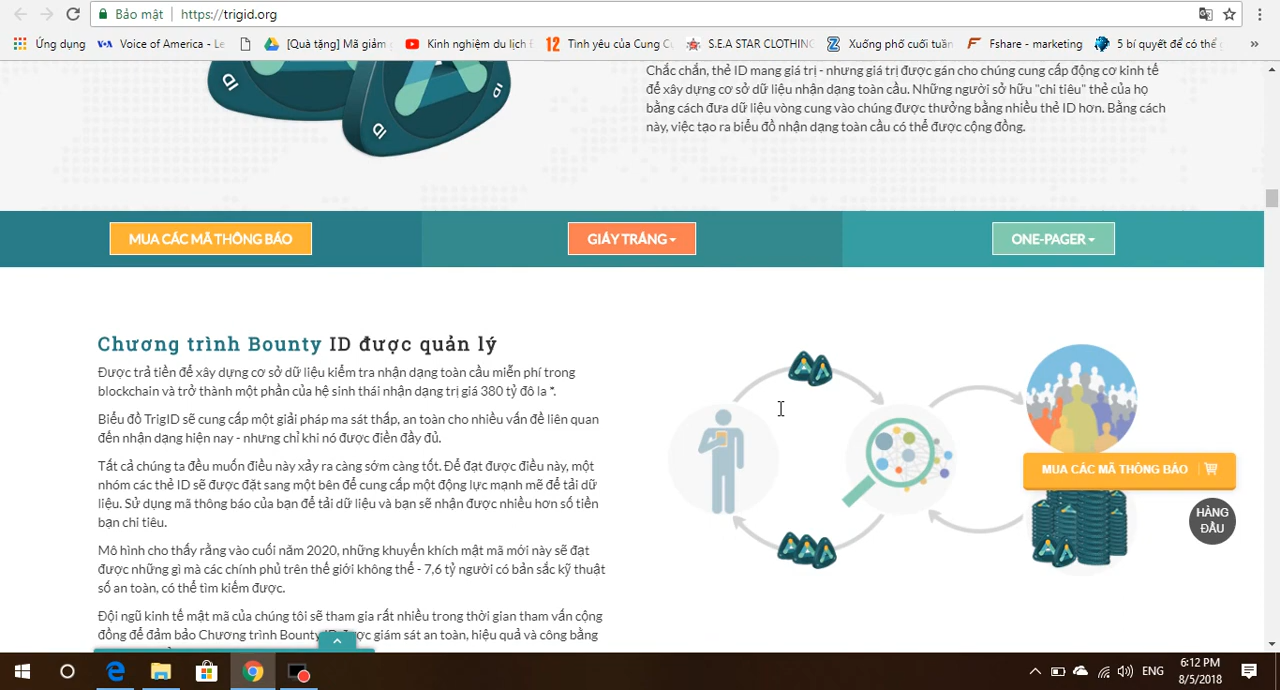 Bảo mật https://trigid.org
Ứng dụng Voice of America - Le [Quà tặng] Mã giảm Kinh nghiệm du lịch 12 Tình yêu của Cung S.E.A STAR CLOTHING Xuống phố cuối tuần Fshare - marketing 5 bí quyết để có thể »
ID ID ID
Chắc chắn, thẻ ID mang giá trị - nhưng giá trị được gán cho chúng cung cấp động cơ kinh tế
để xây dựng cơ sở dữ liệu nhận dạng toàn cầu. Những người sở hữu "chi tiêu" thẻ của họ
bằng cách đưa dữ liệu vòng cung vào chúng được thưởng bằng nhiều thẻ ID hơn. Bằng cách
này, việc tạo ra biểu đồ nhận dạng toàn cầu có thể được cộng đồng.
MUA CÁC MÃ THÔNG BÁO
GIẤY TRẮNG
ONE-PAGER
Chương trình Bounty ID được quản lý
Được trả tiền để xây dựng cơ sở dữ liệu kiểm tra nhận dạng toàn cầu miễn phí trong
blockchain và trở thành một phần của hệ sinh thái nhận dạng trị giá 380 tỷ đô la *.
Biểu đồ TrigID sẽ cung cấp một giải pháp ma sát thấp, an toàn cho nhiều vấn đề liên quan
đến nhận dạng hiện nay - nhưng chỉ khi nó được điền đầy đủ.
Tất cả chúng ta đều muốn điều này xảy ra càng sớm càng tốt. Để đạt được điều này, một
nhóm các thẻ ID sẽ được đặt sang một bên để cung cấp một động lực mạnh mẽ để tải dữ
liệu. Sử dụng mã thông báo của bạn để tải dữ liệu và bạn sẽ nhận được nhiều hơn số tiền
bạn chi tiêu.
Mô hình cho thấy rằng vào cuối năm 2020, những khuyến khích mật mã mới này sẽ đạt
được những gì mà các chính phủ trên thế giới không thể - 7,6 tỷ người có bản sắc kỹ thuật
số an toàn, có thể tìm kiếm được.
Đội ngũ kinh tế mật mã của chúng tôi sẽ tham gia rất nhiều trong thời gian tham vấn cộng
đồng để đảm bảo Chương trình Bounty ID được giám sát an toàn, hiệu quả và công bằng
MUA CÁC MÃ THÔNG BÁO
HÀNG
ĐẦU
ENG
6:12 PM
8/5/2018